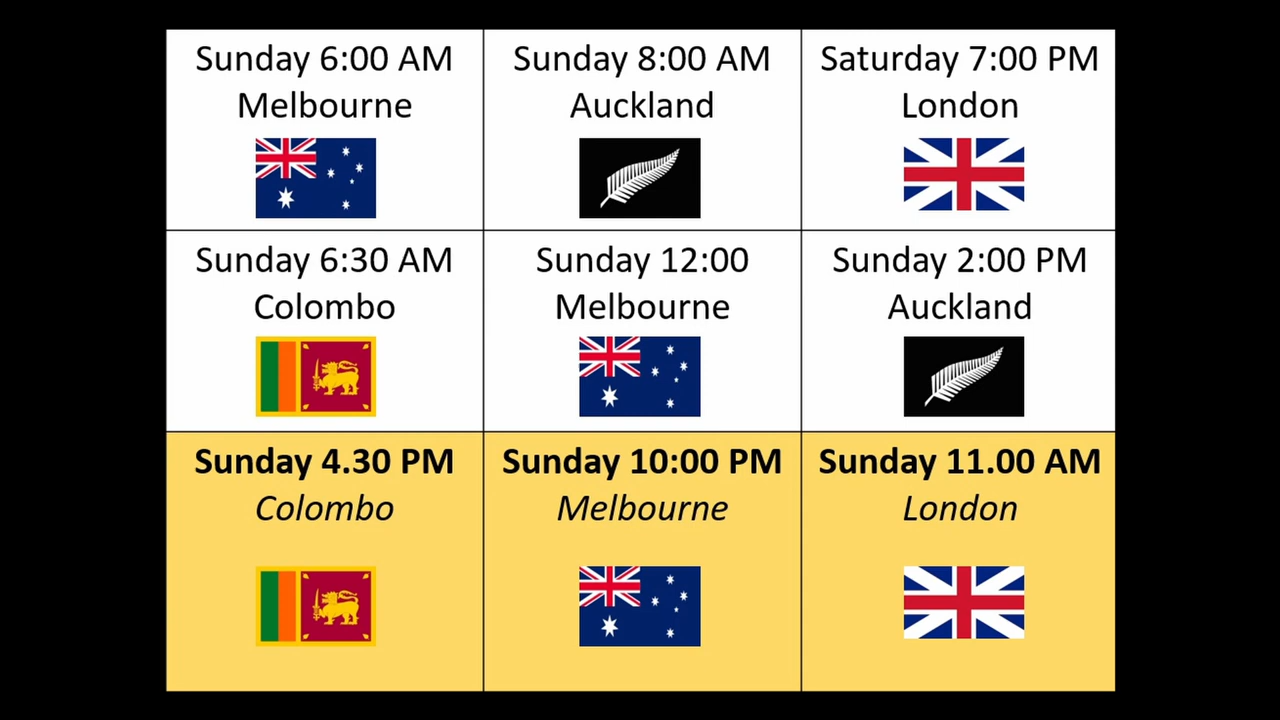 Sunday 6:00 AM
Melbourne
Sunday 8:00 AM
Auckland
Saturday 7:00 PM
London
Sunday 6:30 AM
Colombo
Sunday 12:00
Melbourne
Sunday 2:00 PM
Auckland
Sunday 4.30 PM
Colombo
Sunday 10:00 PM
Melbourne
Sunday 11.00 AM
London